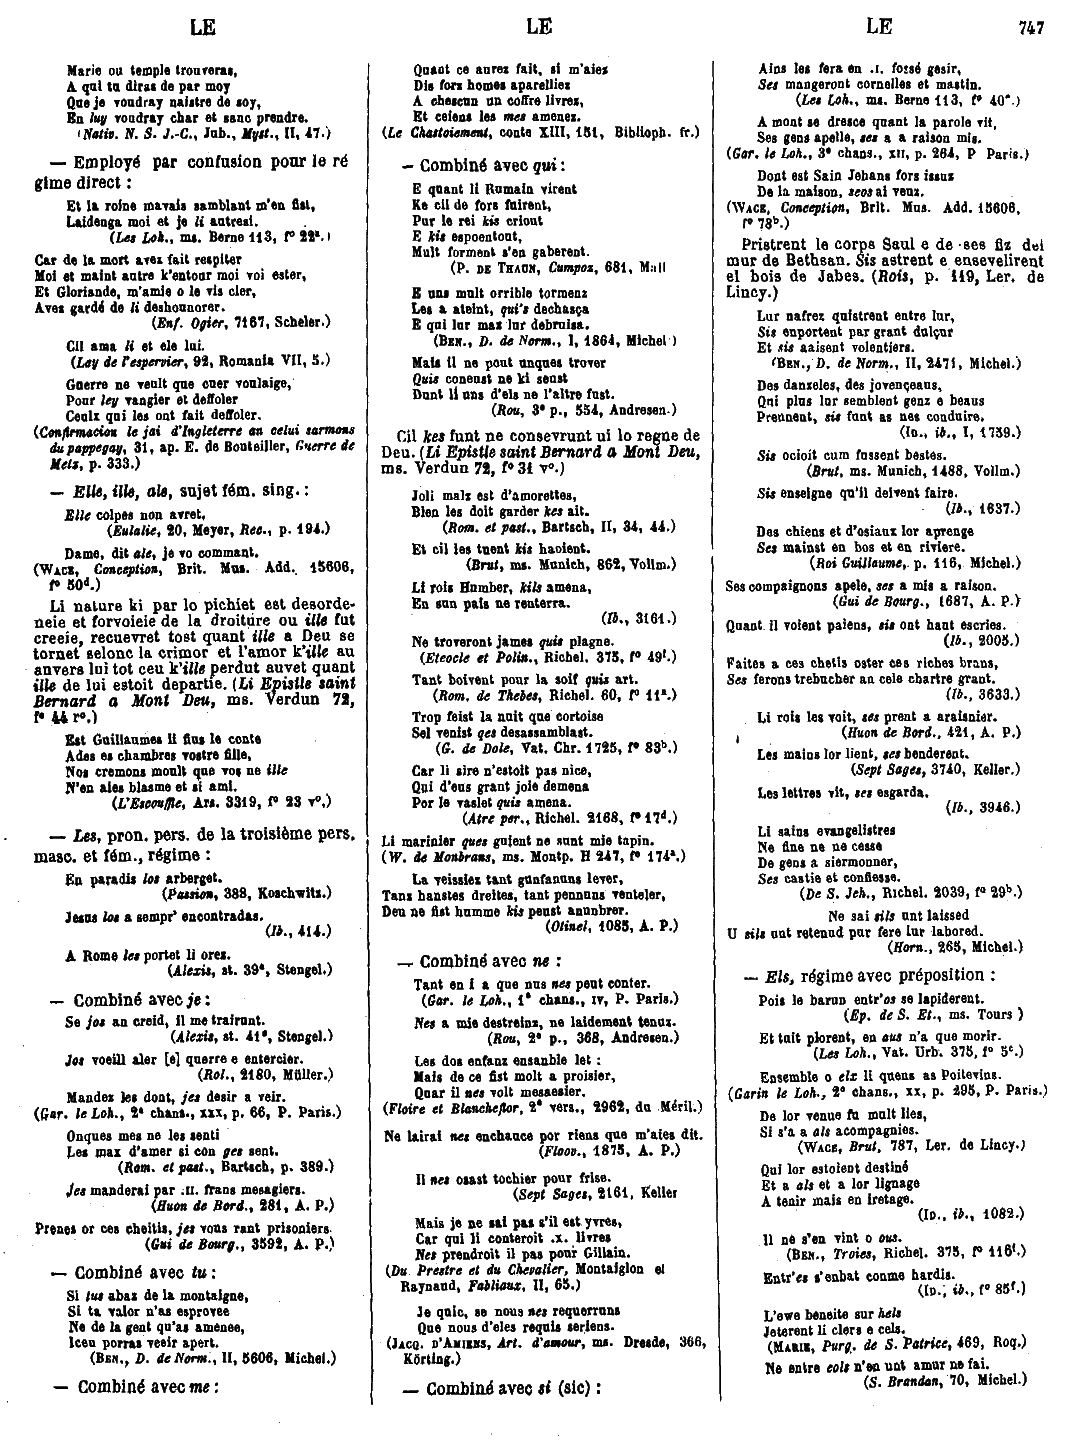 LE
LE
LE
747
Marie ou temple trouveras,
A qui tu diras de par moy
Que je voudray naistre de soy,
En luy voudray char et sanc prendre.
(Nativ. N. S. J.-C., Jub., Myst., II, 47.)
— Employé par confusion pour le ré
gime direct :
Et la roine mavais samblant m'en fist,
Laidenga moi et je li autresi.
(Les Loh., ms. Berne 113, f° 22ª.)
Car de la mort avez fait respiter
Moi et maint autre k'entour moi voi ester,
Et Gloriande, m'amie o le vis cler,
Avez gardé de li deshounorer.
(Enf. Ogier, 7167, Scheler.)
Cil ama li et ele lui.
(Lay de l'espervier, 92, Romania VII, 5.)
Guerre ne veult que cuer voulaige,
Pour ley vangier et deffoler
Ceulz qui les ont fait deffoler.
(Confirmacion le jai d'Ingleterre an celui sarmons
du pappegay, 31, ap. E. de Bouteiller, Guerre de
Metz, p. 333.)
— Elle, ille, ale, sujet fém. sing. :
Elle colpes non avret.
(Eulalie, 20, Meyer, Rec., p. 194.)
Dame, dit ale, je vo commant.
(WACE, Conception, Brit. Mus. Add. 15606,
f° 50ᵈ.)
Li nature ki par lo pichiet est desorde-
neie et forvoieie de la droiture ou ille fut
creeie, recuevret tost quant ille a Deu se
tornet selonc la crimor et l'amor k'ille au
anvers lui tot ceu k'ille perdut auvet quant
ille de lui estoit departie. (Li Epistle saint
Bernard a Mont Deu, ms. Verdun 72,
f° 44 r°.)
Est Guillaumes li fius le conte
Ades es chambres vostre fille,
Nos cremons moult que vos ne ille
N'en aies blasme et si ami.
(L'Escouffle, Ars. 3319, f° 23 v°.)
— Les, pron. pers. de la troisième pers.
masc. et fém., régime :
En paradis los arberget.
(Passion, 388, Koschwitz.)
Jesus los a sempr' encontradas.
(Ib., 414.)
A Rome les portet li orez.
(Alexis, st. 39ª, Stengel.)
— Combiné avec je :
Se jos an creid, il me trairunt.
(Alexis, st. 41ᵉ, Stengel.)
Jos voeill aler [e] querre e entercier.
(Rol., 2180, Müller.)
Mandez les dont, jes desir a veir.
(Gar. le Loh., 2ᵉ chans., xxx, p. 66, P. Paris.)
Onques mes ne les senti
Les max d'amer si con ges sent.
(Rom. et past., Bartsch, p. 389.)
Jes manderai par .II. frans mesagiers.
(Huon de Bord., 281, A. P.)
Prenes or ces cheitis, jes vous rant prisoniers.
(Gui de Bourg., 3592, A. P.)
— Combiné avec tu :
Si tus abaz de la montaigne,
Si ta valor n'as esprovee
Ne de la gent qu'as amenee,
Iceu porras veeir apert.
(BEN., D. de Norm., II, 5606, Michel.)
— Combiné avec me :
Quant ce aurez fait, si m'aiez
Dis forz homes apareilliez
A chescun un coffre livrez,
Et ceiens les mes amenez.
(Le Chastoiement, conte XIII, 151, Biblioph. fr.)
— Combiné avec qui :
E quant li Rumain virent
Ke cil de fors fuirent,
Pur le rei kis criout
E kis espoentout,
Mult forment s'en gaberent.
(P. DE THAUN, Cumpoz, 681, Mall
E uns mult orrible tormenz
Les a ateint, qui's dechasça
E qui lur maz lur debruisa.
(BEN., D. de Norm., I, 1864, Michel)
Mais il ne pout unques trover
Quis coneust ne ki seust
Dunt li uns d'els ne l'altre fust.
(Rou, 3ᵉ p., 554, Andresen.)
Cil kes funt ne consevrunt ui lo regne de
Deu. (Li Epistle saint Bernard a Mont Deu,
ms. Verdun 72, f° 31 v°.)
Joli malz est d'amorettes,
Bien les doit garder kes ait.
(Rom. et past., Bartsch, II, 34, 44.)
Et cil les tuent kis haoient.
(Brut, ms. Munich, 862, Vollm.)
Li rois Humber, kils amena,
En sun païs ne renterra.
(Ib., 3161.)
Ne troveront james quis plagne.
(Eteocle et Polin., Richel. 375, f° 49ᶠ.)
Tant boivent pour la soif quis art.
(Rom. de Thebes, Richel. 60, f° 11ª.)
Trop feist la nuit que cortoise
Sel venist qes desassamblast.
(G. de Dole, Vat. Chr. 1725, f° 83ᵇ.)
Car li sire n'estoit pas nice,
Qui d'eus grant joie demena
Por le vaslet quis amena.
(Atre per., Richel. 2168, f° 17ᵈ.)
Li marinier ques guient ne sunt mie tapin.
(W. de Monbrans, ms. Montp. H 247, f° 174ª.)
La veissiez tant gunfanuns lever,
Tanz hanstes dreites, tant pennuns venteler,
Deu ne fist humme kis peust anunbrer.
(Otinel, 1085, A. P.)
— Combiné avec ne :
Tant en i a que nus nes peut conter.
(Gar. le Loh., 1ᵉ chans., IV, P. Paris.)
Nes a mie destreinz, ne laidement tenuz.
(Rou, 2ᵉ p., 368, Andresen.)
Les dos enfanz ensanble let :
Mais de ce fist molt a proisier,
Quar il nes volt mesaesier.
(Floire et Blancheflor, 2ᵉ vers., 2962, du Méril.)
Ne lairai nes enchauce por riens que m'aies dit.
(Floov., 1875, A. P.)
Il nes osast tochier pour frise.
(Sept Sages, 2161, Keller
Mais je ne sai pas s'il est yvres,
Car qui li conteroit .x. livres
Nes prendroit il pas pour Gillain.
(Du Prestre et du Chevalier, Montaiglon et
Raynaud, Fabliaux, II, 65.)
Je quic, se nous nes requerruns
Que nous d'eles requis seriens.
(JACQ. D'AMIENS, Art. d'amour, ms. Dresde, 366,
Körting.)
— Combiné avec si (sic) :
Ains les fera en .I. fossé gesir,
Ses mangeront corneilles et mastin.
(Les Loh., ms. Berne 113, f° 40ᵃ.)
A mont se dresce quant la parole vit,
Ses gens apelle, ses a a raison mis.
(Gar. le Loh., 3ᵉ chans., XII, p. 264, P Paris.)
Dont est Sain Jehans fors issuz
De la maison, seos ai veuz.
(WACE, Conception, Brit. Mus. Add. 15606,
f° 78ᵇ.)
Pristrent le corps Saul e de ses fiz dei
mur de Bethsan. Sis astrent e ensevelirent
el bois de Jabes. (Rois, p. 119, Ler. de
Lincy.)
Lur nafrez quistrent entre lur,
Sis enportent par grant dulçur
Et sis aaisent volentiers.
(BEN., D. de Norm., II, 2471, Michel.)
Des danzeles, des jovençeaus,
Qui plus lur semblent genz e beaus
Prennent, sis funt as nes conduire.
(ID., ib., I, 1759.)
Sis ocioit cum fussent bestes.
(Brut, ms. Munich, 1488, Vollm.)
Sis enseigne qu'il deivent faire.
(Ib., 1637.)
Des chiens et d'osiaux lor aprenge
Ses mainst en bos et en riviere.
(Roi Guillaume, p. 116, Michel.)
Ses compaignons apele, ses a mis a raison.
(Gui de Bourg., 1687, A. P.)
Quant il voient paiens, sis ont haut escries.
(Ib., 2005.)
Faites a ces chetis oster ces riches brans,
Ses ferons trebucher an cele chartre grant.
(Ib., 3633.)
Li rois les voit, ses prent a araisnier.
(Huon de Bord., 421, A. P.)
Les mains lor lient, ses benderent.
(Sept Sages, 3740, Keller.)
Les lettres vit, ses esgarda.
(Ib., 3946.)
Li sains evangelistres
Ne fine ne ne cesse
De gens a siermonner,
Ses castie et confiesse.
(De S. Jeh., Richel. 2039, f° 29ᵇ.)
Ne sai sils unt laissed
U sils unt retenud pur fere lur labored.
(Horn., 265, Michel.)
— Els, régime avec préposition :
Pois le barun entr'os se lapiderent.
(Ep. de S. Et., ms. Tours )
Et tuit plorent, en aus n'a que morir.
(Les Loh., Vat. Urb. 375, f° 5ᶜ.)
Ensemble o elz li quens as Poitevins.
(Garin le Loh., 2ᵉ chans., xx, p. 295, P. Paris.)
De lor venue fu mult lies,
Si s'a a als acompagnies.
(WACE, Brut, 787, Ler. de Lincy.)
Qui lor estoient destiné
Et a als et a lor lignage
A tenir mais en iretage.
(ID., ib., 1082.)
Il ne s'en vint o ous.
(BEN., Troies, Richel. 375, f° 116ᶠ.)
Entr'es s'enbat conme hardis.
(ID., ib., f° 85ᶠ.)
L'ewe beneite sur hels
Jeterent li clers e cels.
(MARIE, Purg. de S. Patrice, 469, Roq.)
Ne entre eols n'en unt amur ne fai.
(S. Brandan, 70, Michel.)